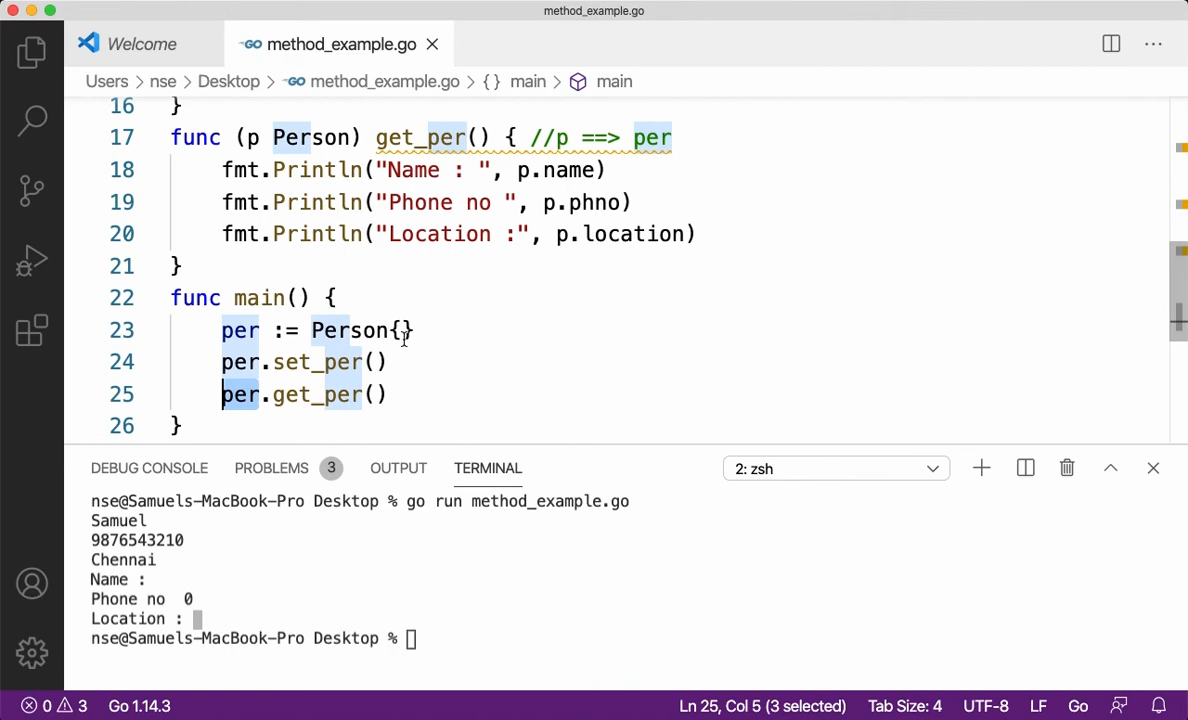 method_example.go
Welcome
GO method_example.go
Users > nse > Desktop > GO method_example.go > {} main > main
16 }
17 func (p Person) get_per() { //p ==> per
18 fmt.Println("Name : ", p.name)
19 fmt.Println("Phone no ", p.phno)
20 fmt.Println("Location :", p.location)
21 }
22 func main() {
23 per := Person{}
24 per.set_per()
25 per.get_per()
26 }
DEBUG CONSOLE PROBLEMS 3 OUTPUT TERMINAL 2: zsh
nse@Samuels-MacBook-Pro Desktop % go run method_example.go
Samuel
9876543210
Chennai
Name :
Phone no  0
Location :
nse@Samuels-MacBook-Pro Desktop %
0 3 Go 1.14.3 Ln 25, Col 5 (3 selected) Tab Size: 4 UTF-8 LF Go